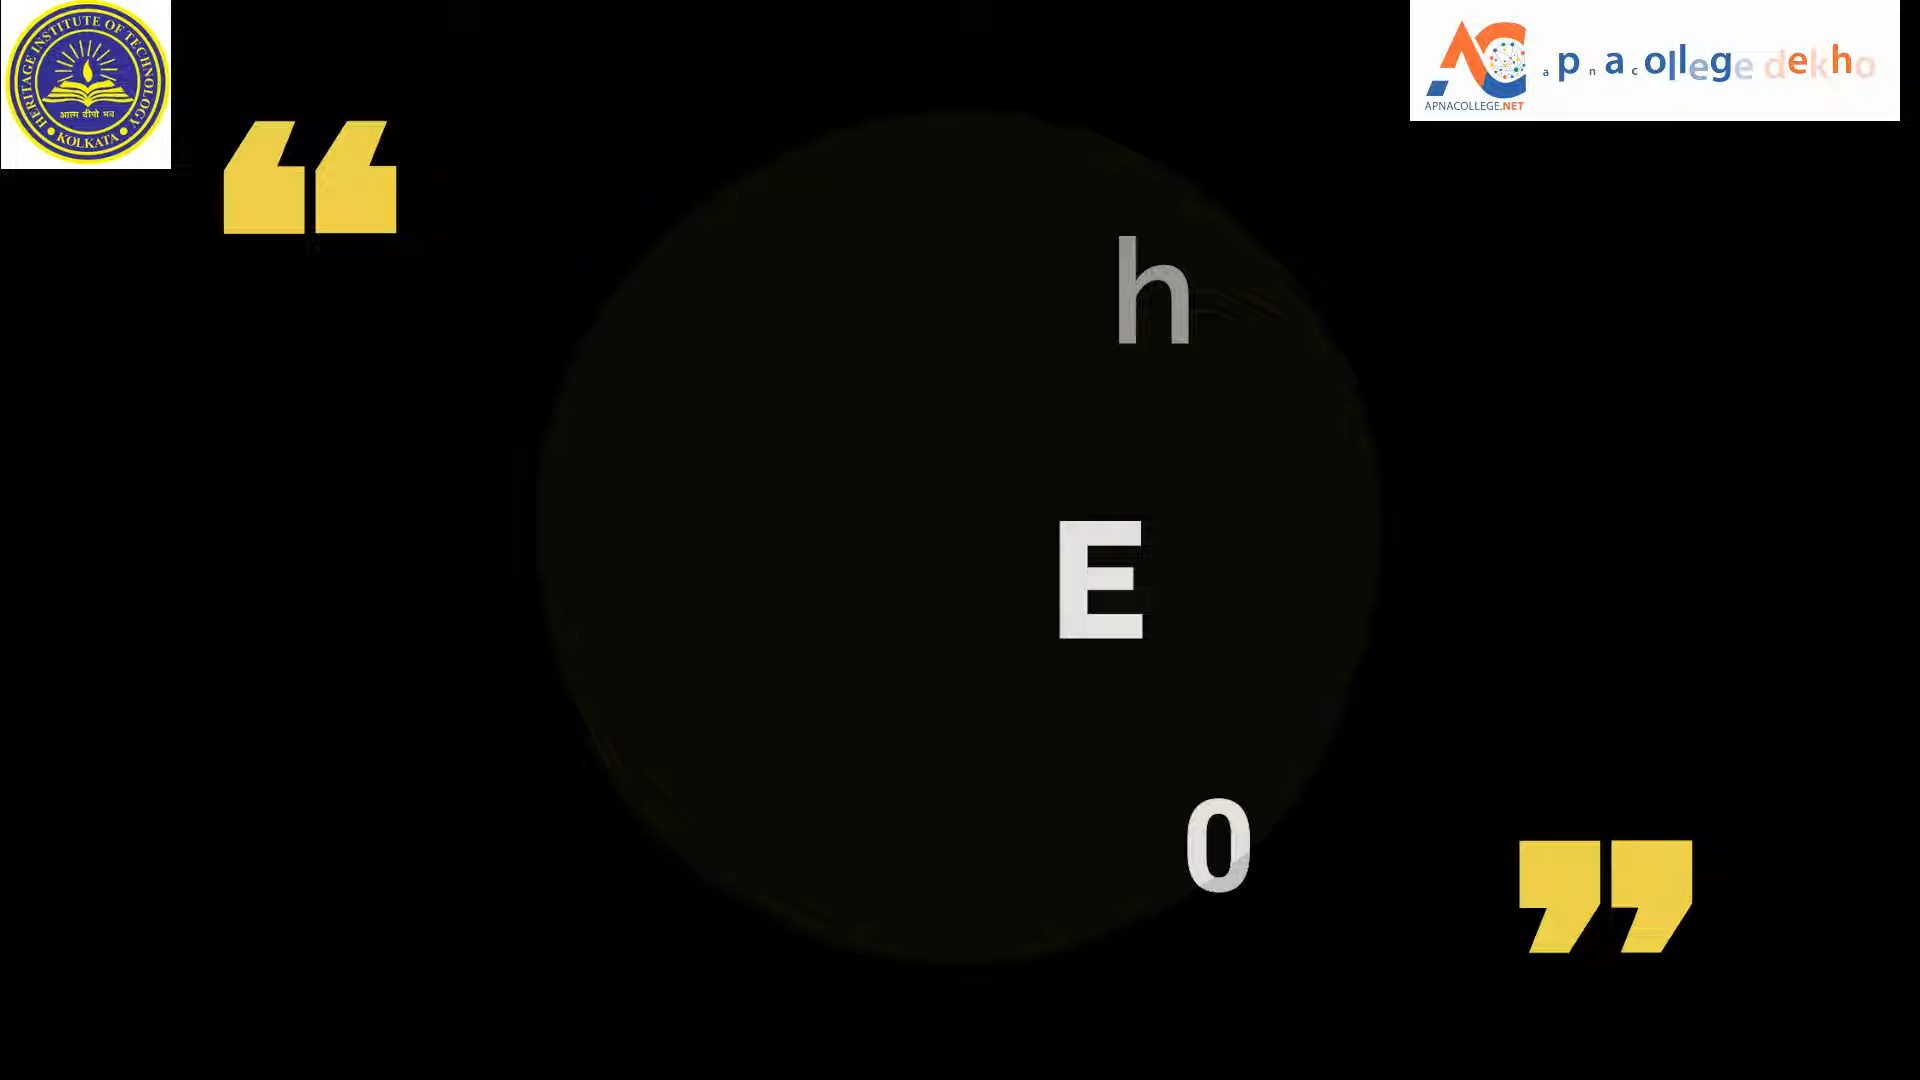 HERITAGE INSTITUTE OF TECHNOLOGY
आत्म दीपो भव
KOLKATA
APNACOLLEGE.NET
apnacollege dekho
“
h
E
0
”